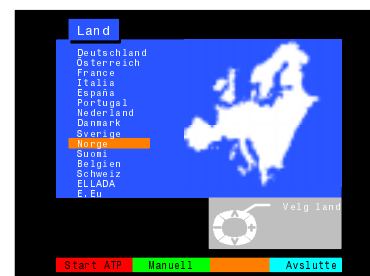 Land
Deutschland
Österreich
France
Italia
España
Portugal
Nederland
Danmark
Sverige
Norge
Suomi
Belgien
Schweiz
ELLADA
E.Eu
Velg land
Start ATP Manuell Avslutte